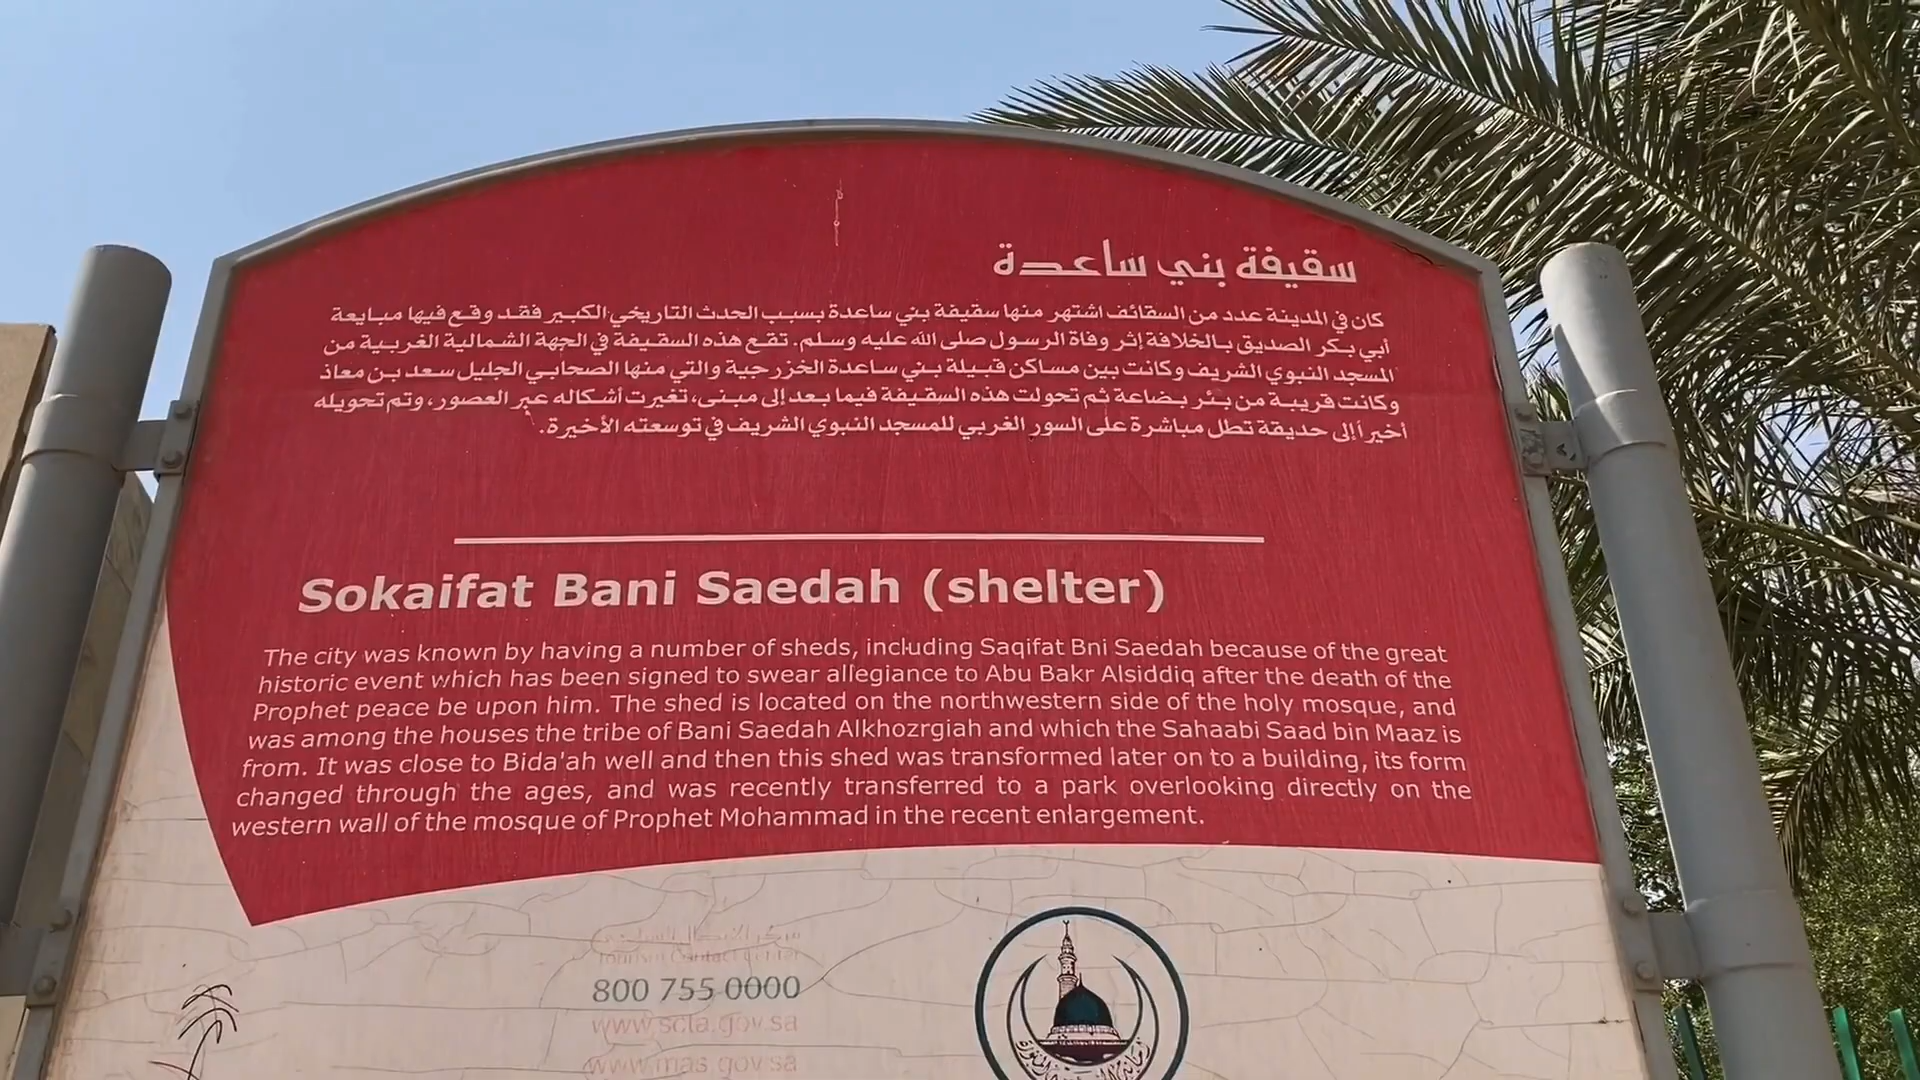 سقيفة بني ساعدة
كان في المدينة عدد من السقائف اشتهر منها سقيفة بني ساعدة بسبب الحدث التاريخي الكبير فقد وقع فيها مبايعة
أبي بكر الصديق بالخلافة إثر وفاة الرسول صلى الله عليه وسلم. تقع هذه السقيفة في الجهة الشمالية الغربية من
المسجد النبوي الشريف وكانت بين مساكن قبيلة بني ساعدة الخزرجية والتي منها الصحابي الجليل سعد بن معاذ
وكانت قريبة من بئر بضاعة ثم تحولت هذه السقيفة فيما بعد إلى مبنى، تغيرت أشكاله عبر العصور، وتم تحويله
أخيراً إلى حديقة تطل مباشرة على السور الغربي للمسجد النبوي الشريف في توسعته الأخيرة.
Sokaifat Bani Saedah (shelter)
The city was known by having a number of sheds, including Saqifat Bni Saedah because of the great
historic event which has been signed to swear allegiance to Abu Bakr Alsiddiq after the death of the
Prophet peace be upon him. The shed is located on the northwestern side of the holy mosque, and
was among the houses the tribe of Bani Saedah Alkhozrgiah and which the Sahaabi Saad bin Maaz is
from. It was close to Bida'ah well and then this shed was transformed later on to a building, its form
changed through the ages, and was recently transferred to a park overlooking directly on the
western wall of the mosque of Prophet Mohammad in the recent enlargement.
Tourism Contact Center
800 755 0000
www.scta.gov.sa
www.mas.gov.sa